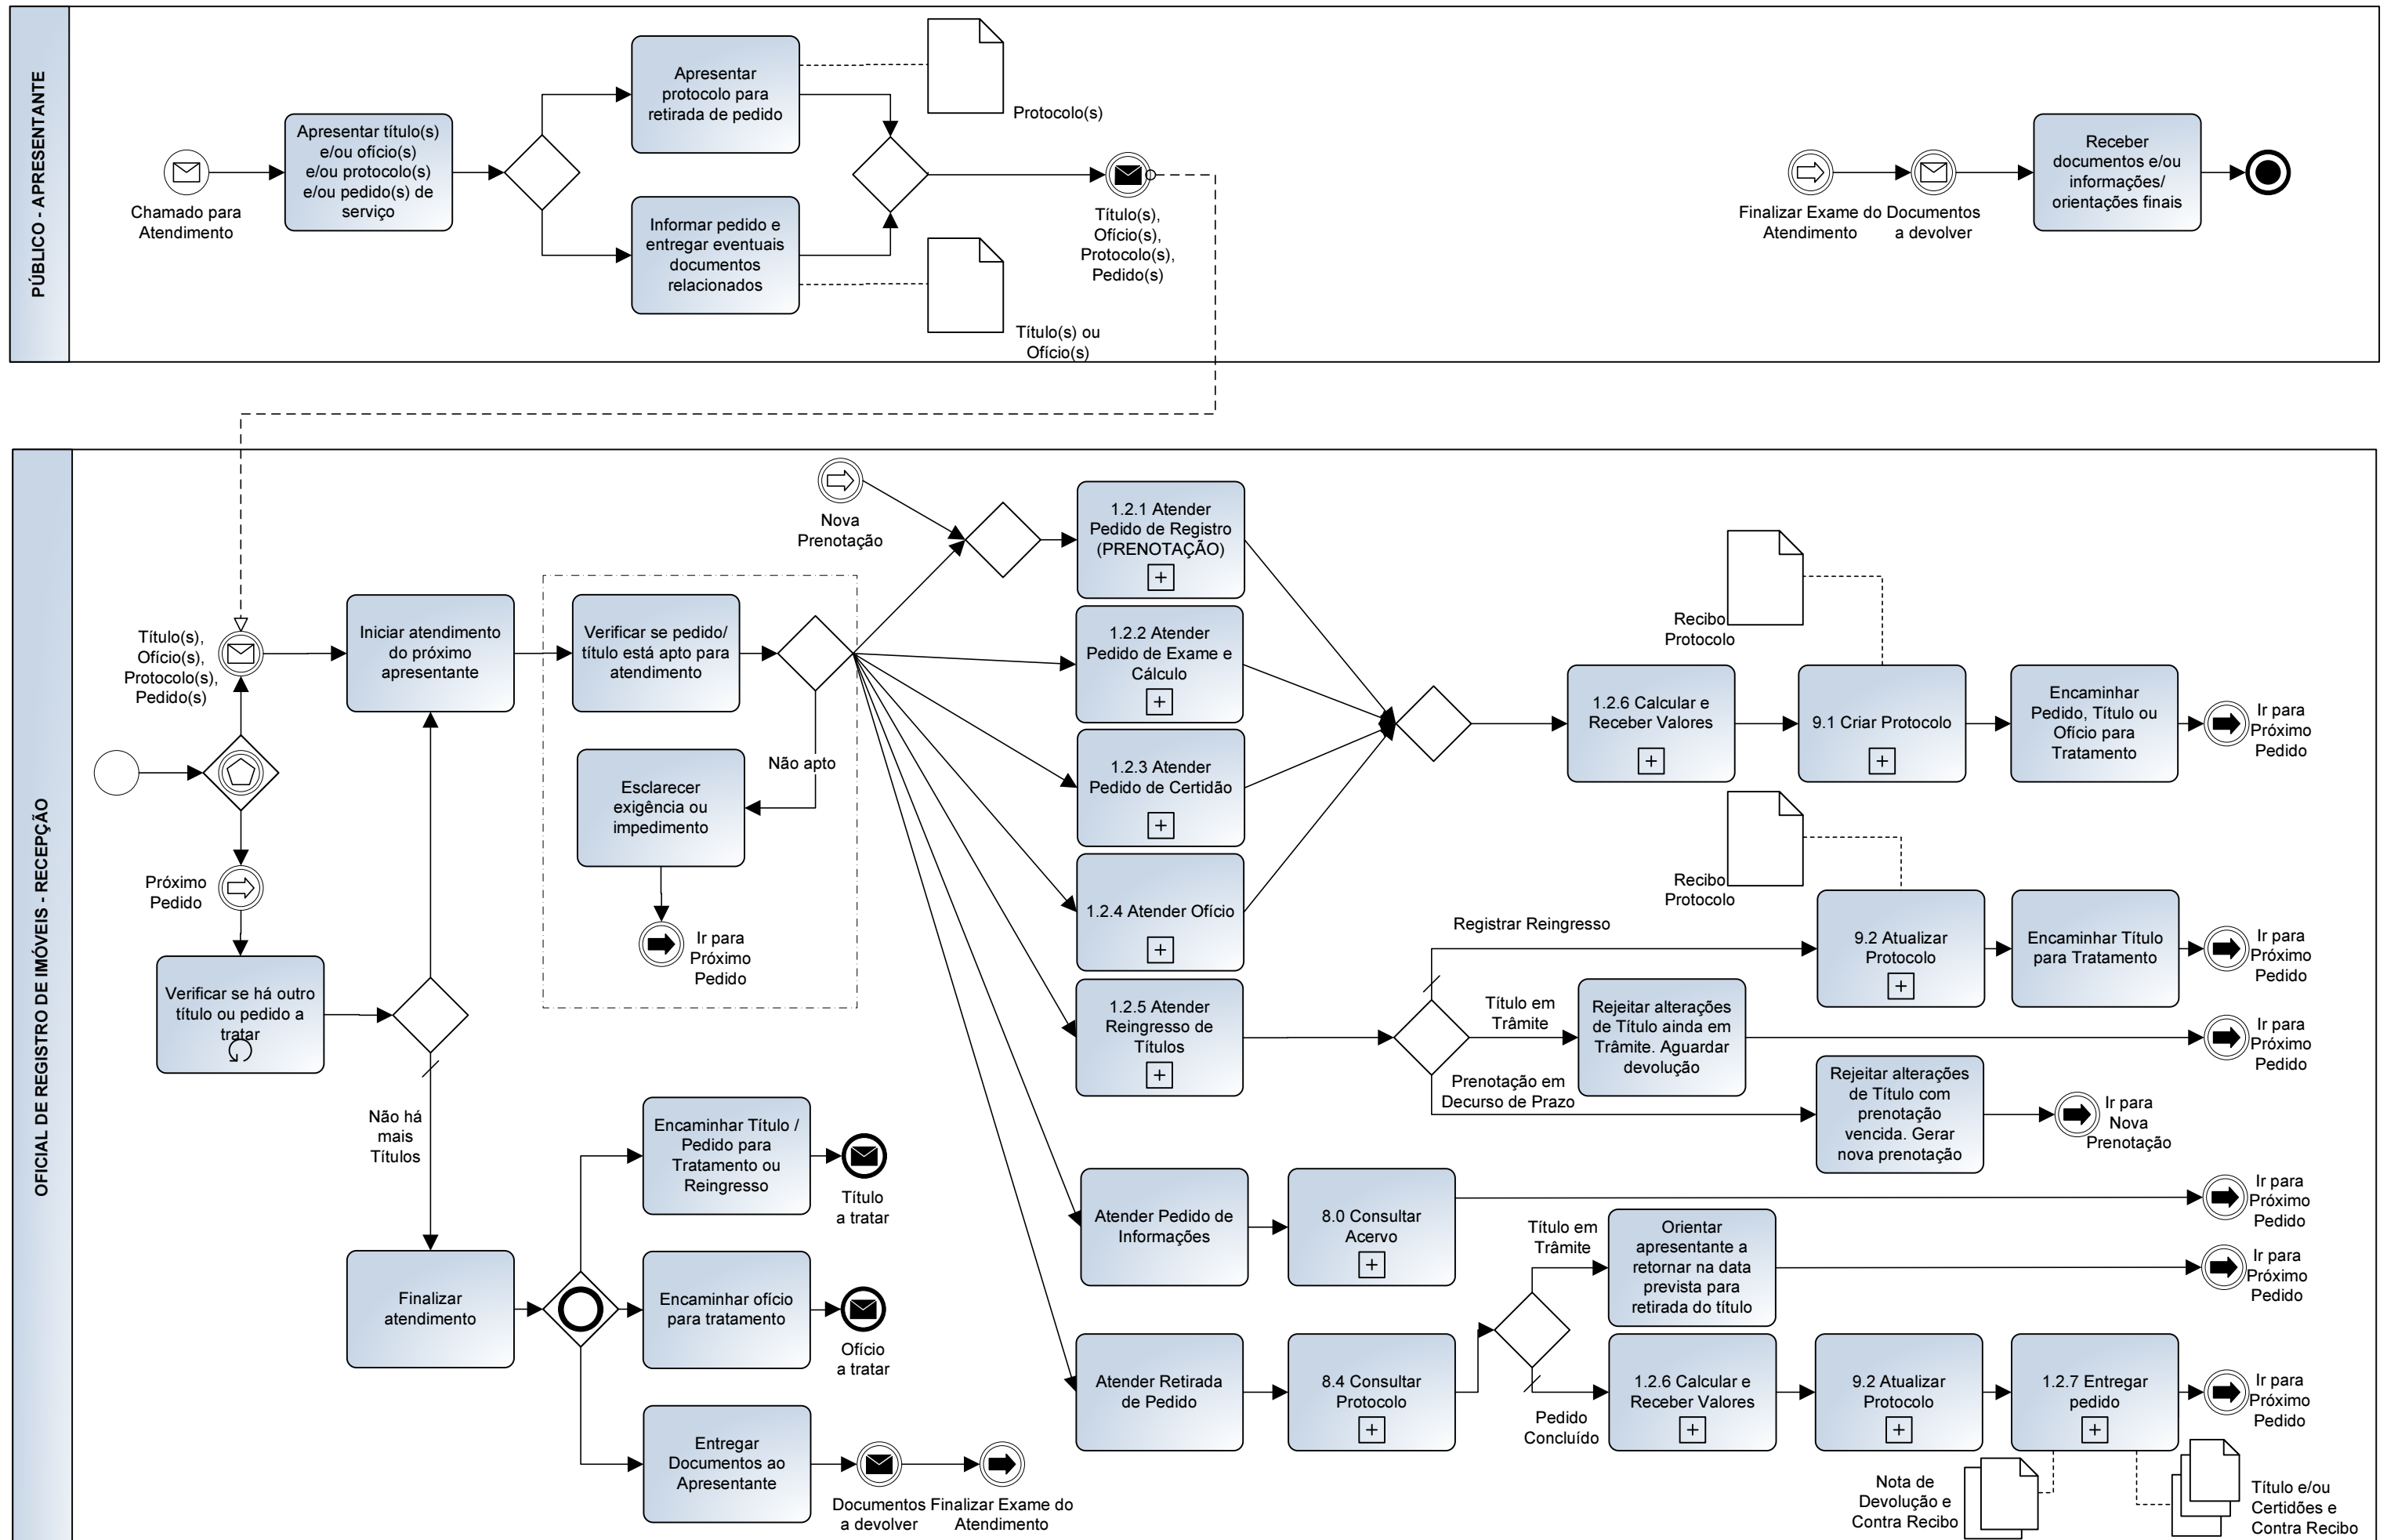 PÚBLICO - APRESENTANTE
Chamado para
Atendimento
Apresentar título(s)
e/ou ofício(s)
e/ou protocolo(s)
e/ou pedido(s) de
serviço
Apresentar
protocolo para
retirada de pedido
Protocolo(s)
Informar pedido e
entregar eventuais
documentos
relacionados
Título(s) ou
Ofício(s)
Título(s),
Ofício(s),
Protocolo(s),
Pedido(s)
Finalizar Exame do
Atendimento
Documentos
a devolver
Receber
documentos e/ou
informações/
orientações finais
OFICIAL DE REGISTRO DE IMÓVEIS - RECEPÇÃO
Título(s),
Ofício(s),
Protocolo(s),
Pedido(s)
Próximo
Pedido
Verificar se há outro
título ou pedido a
tratar
Iniciar atendimento
do próximo
apresentante
Não há
mais
Títulos
Finalizar
atendimento
Verificar se pedido/
título está apto para
atendimento
Não apto
Esclarecer
exigência ou
impedimento
Ir para
Próximo
Pedido
Encaminhar Título /
Pedido para
Tratamento ou
Reingresso
Título
a tratar
Encaminhar ofício
para tratamento
Ofício
a tratar
Entregar
Documentos ao
Apresentante
Documentos
a devolver
Finalizar Exame do
Atendimento
Nova
Prenotação
1.2.1 Atender
Pedido de Registro
(PRENOTAÇÃO)
1.2.2 Atender
Pedido de Exame e
Cálculo
1.2.3 Atender
Pedido de Certidão
1.2.4 Atender Ofício
1.2.5 Atender
Reingresso de
Títulos
Atender Pedido de
Informações
Atender Retirada
de Pedido
Recibo
Protocolo
1.2.6 Calcular e
Receber Valores
9.1 Criar Protocolo
Encaminhar
Pedido, Título ou
Ofício para
Tratamento
Ir para
Próximo
Pedido
Recibo
Protocolo
Registrar Reingresso
9.2 Atualizar
Protocolo
Encaminhar Título
para Tratamento
Ir para
Próximo
Pedido
Título em
Trâmite
Rejeitar alterações
de Título ainda em
Trâmite. Aguardar
devolução
Ir para
Próximo
Pedido
Prenotação em
Decurso de Prazo
Rejeitar alterações
de Título com
prenotação
vencida. Gerar
nova prenotação
Ir para
Nova
Prenotação
8.0 Consultar
Acervo
Ir para
Próximo
Pedido
8.4 Consultar
Protocolo
Título em
Trâmite
Orientar
apresentante a
retornar na data
prevista para
retirada do título
Ir para
Próximo
Pedido
Pedido
Concluído
1.2.6 Calcular e
Receber Valores
9.2 Atualizar
Protocolo
1.2.7 Entregar
pedido
Ir para
Próximo
Pedido
Nota de
Devolução e
Contra Recibo
Título e/ou
Certidões e
Contra Recibo